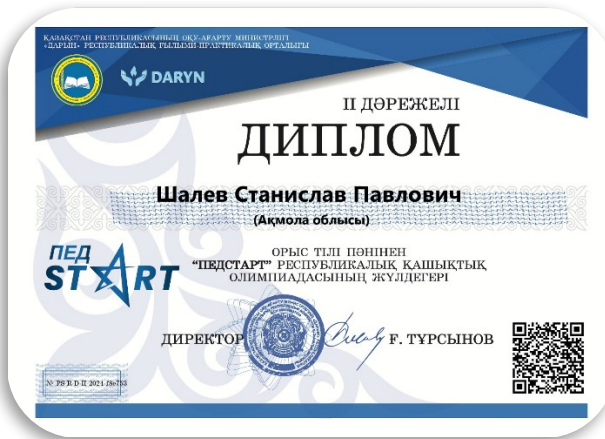 ҚАЗАҚСТАН РЕСПУБЛИКАСЫНЫҢ ОҚУ-АҒАРТУ МИНИСТРЛІГІ
«ДАРЫН» РЕСПУБЛИКАЛЫҚ ҒЫЛЫМИ-ПРАКТИКАЛЫҚ ОРТАЛЫҒЫ
DARYN
II ДӘРЕЖЕЛІ
ДИПЛОМ
Шалев Станислав Павлович
(Ақмола облысы)
ПЕД
START
ОРЫС ТІЛІ ПӘНІНЕН
“ПЕДСТАРТ” РЕСПУБЛИКАЛЫҚ ҚАШЫҚТЫҚ
ОЛИМПИАДАСЫНЫҢ ЖҮЛДЕГЕРІ
ДИРЕКТОР Ғ. ТҰРСЫНОВ